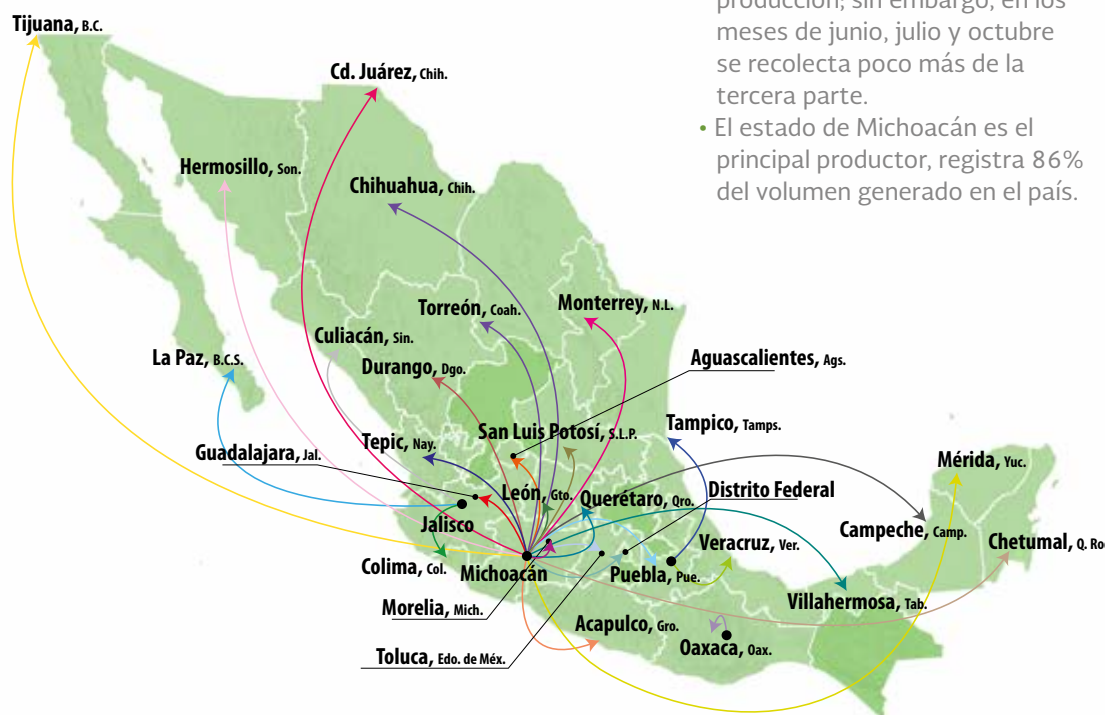 producción; sin embargo, en los
meses de junio, julio y octubre
se recolecta poco más de la
tercera parte.
• El estado de Michoacán es el
principal productor, registra 86%
del volumen generado en el país.
Tijuana, B.C.
Cd. Juárez, Chih.
Hermosillo, Son.
Chihuahua, Chih.
Torreón, Coah.
Monterrey, N.L.
Culiacán, Sin.
La Paz, B.C.S.
Durango, Dgo.
Aguascalientes, Ags.
Tampico, Tamps.
San Luis Potosí, S.L.P.
Tepic, Nay.
Guadalajara, Jal.
Mérida, Yuc.
León, Gto.
Querétaro, Qro.
Distrito Federal
Jalisco
Campeche, Camp.
Chetumal, Q. Roo
Veracruz, Ver.
Colima, Col.
Michoacán
Puebla, Pue.
Villahermosa, Tab.
Morelia, Mich.
Acapulco, Gro.
Oaxaca, Oax.
Toluca, Edo. de Méx.